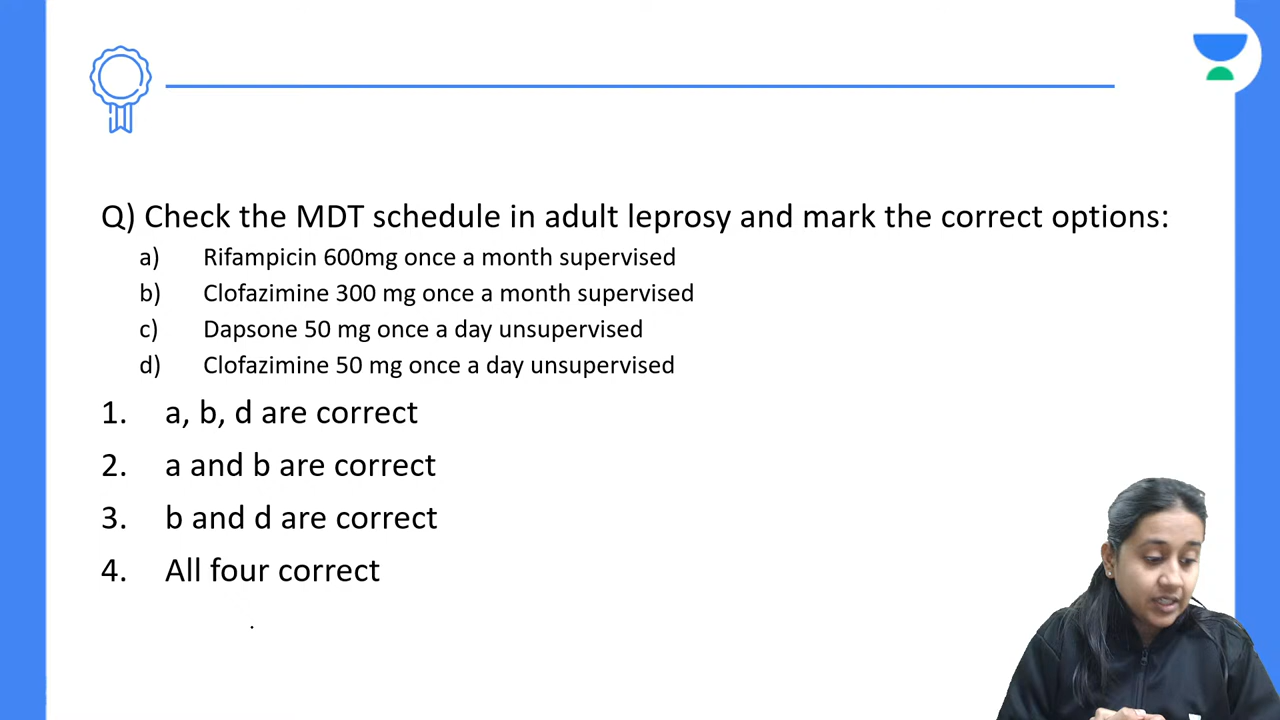 Q) Check the MDT schedule in adult leprosy and mark the correct options:
a) Rifampicin 600mg once a month supervised
b) Clofazimine 300 mg once a month supervised
c) Dapsone 50 mg once a day unsupervised
d) Clofazimine 50 mg once a day unsupervised
1. a, b, d are correct
2. a and b are correct
3. b and d are correct
4. All four correct